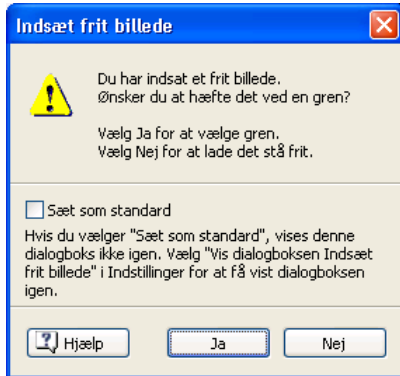 Indsæt frit billede
Du har indsat et frit billede.
Ønsker du at hæfte det ved en gren?
Vælg Ja for at vælge gren.
Vælg Nej for at lade det stå frit.
Sæt som standard
Hvis du vælger "Sæt som standard", vises denne
dialogboks ikke igen. Vælg "Vis dialogboksen Indsæt
frit billede" i Indstillinger for at få vist dialogboksen
igen.
Hjælp
Ja
Nej